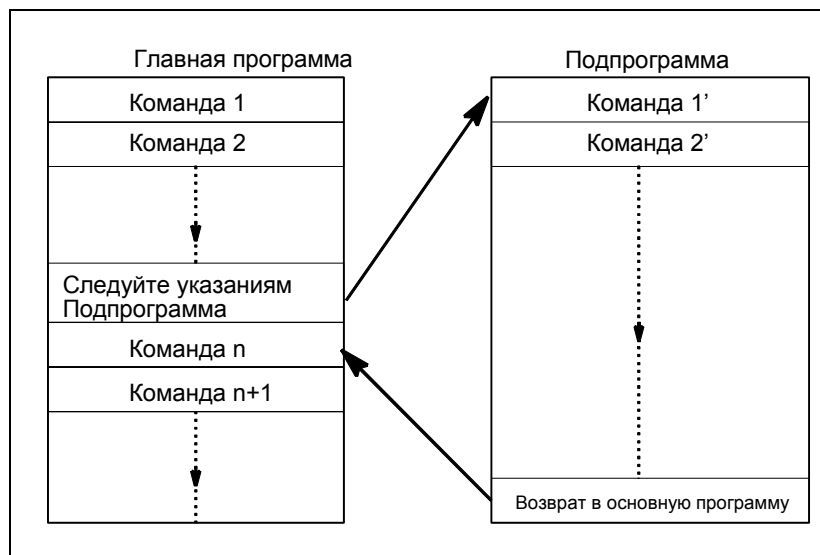 Главная программа
Команда 1
Команда 2
Следуйте указаниям
Подпрограмма
Команда n
Команда n+1
Подпрограмма
Команда 1’
Команда 2’
Возврат в основную программу